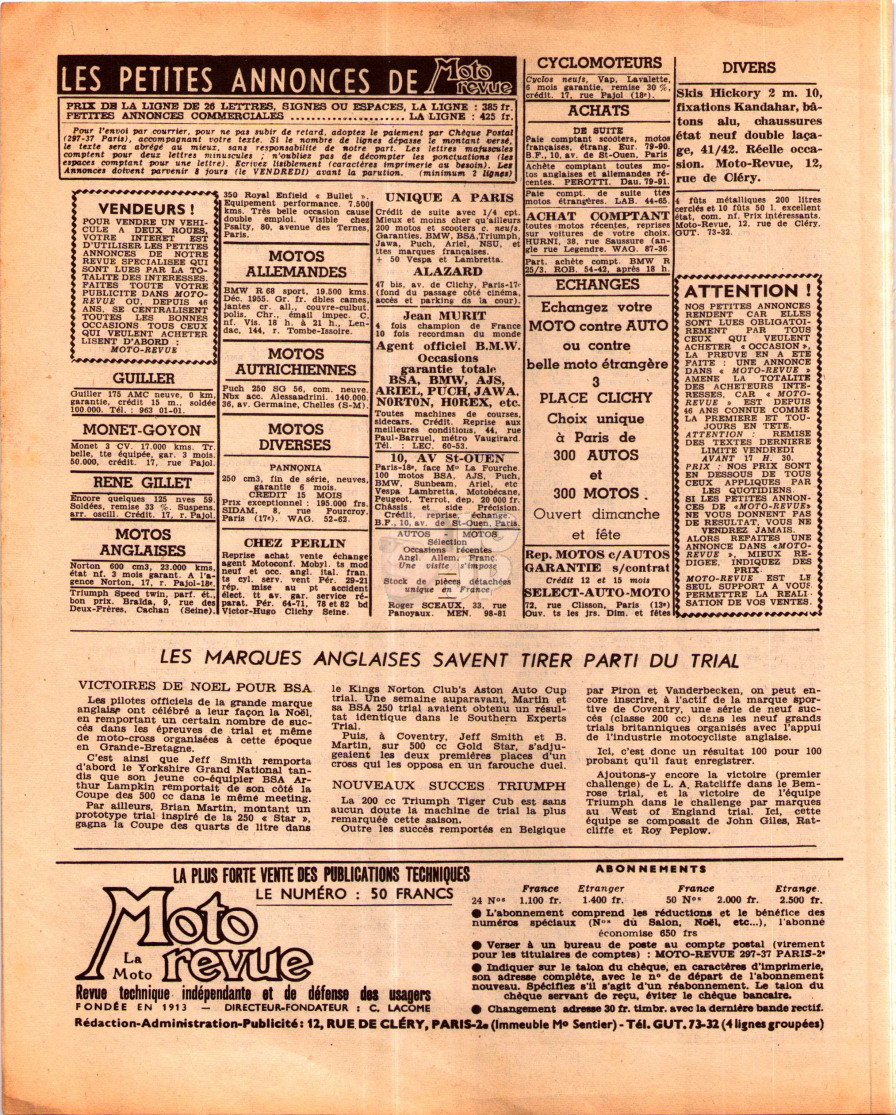 LES PETITES ANNONCES DE Moto revue
PRIX DE LA LIGNE DE 26 LETTRES, SIGNES OU ESPACES, LA LIGNE : 385 fr.
PETITES ANNONCES COMMERCIALES ........................ LA LIGNE : 425 fr.
Pour l'envoi par courrier, pour ne pas subir de retard, adoptez le paiement par Chèque Postal
(297-37 Paris), accompagnant votre texte. Si le nombre de lignes dépasse le montant versé,
le texte sera abrégé au mieux, sans responsabilité de notre part. Les lettres majuscules
comptent pour deux lettres minuscules ; n'oubliez pas de décompter les ponctuations (les
espaces comptent pour une lettre). Ecrivez lisiblement (caractères imprimerie au besoin). Les
Annonces doivent parvenir 8 jours (le VENDREDI) avant la parution. (minimum 2 lignes)
VENDEURS !
POUR VENDRE UN VEHI-
CULE A DEUX ROUES,
VOTRE INTERET EST
D'UTILISER LES PETITES
ANNONCES DE NOTRE
REVUE SPECIALISEE QUI
SONT LUES PAR LA TO-
TALITE DES INTERESSES.
FAITES TOUTE VOTRE
PUBLICITE DANS MOTO-
REVUE OU, DEPUIS 46
ANS, SE CENTRALISENT
TOUTES LES BONNES
OCCASIONS TOUS CEUX
QUI VEULENT ACHETER
LISENT D'ABORD :
MOTO-REVUE
GUILLER
Guiller 175 AMC neuve, 0 km,
garantie, crédit 15 m., soldée
100.000. Tél. : 963 01-01.
MONET-GOYON
Monet 3 CV. 17.000 kms. Tr.
belle, tte équipée, gar. 3 mois.
50.000, crédit. 17, rue Pajol.
RENE GILLET
Encore quelques 125 nves 59.
Soldées, remise 33 %. Suspens.
arr. oscill. Crédit. 17, r. Pajol.
MOTOS
ANGLAISES
Norton 600 cm3, 23.000 kms,
état nf. 3 mois garant. A l'a-
gence Norton, 17, r. Pajol-18e.
Triumph Speed twin, parf. ét.,
bon prix. Braïda, 9, rue des
Deux-Frères, Cachan (Seine).
350 Royal Enfield « Bullet ».
Equipement performance. 7.500
kms. Très belle occasion cause
double emploi. Visible chez
Psalty, 80, avenue des Ternes,
Paris.
MOTOS
ALLEMANDES
BMW R 68 sport, 19.500 kms.
Déc. 1955. Gr. fr. dbles cames,
jantes cr. all., couvre-culbut.
polis. Chr., émail impec. C.
nf. Vis. 18 h. à 21 h., Len-
dac, 144, r. Tombe-Issoire.
MOTOS
AUTRICHIENNES
Puch 250 SG 56, com. neuve.
Nbx acc. Alessandrini. 140.000.
36, av. Germaine, Chelles (S-M).
MOTOS
DIVERSES
PANNONIA
250 cm3, fin de série, neuves,
garantie 6 mois.
CREDIT 15 MOIS
Prix exceptionnel : 195.000 frs.
SIDAM, 8, rue Fourcroy.
Paris (17e). WAG. 52-62.
CHEZ PERLIN
Reprise achat vente échange
agent Motoconf. Mobyl. ts mod
neuf et occ. angl. ital. fran.
ts cyl. serv. vent Pér. 29-21
rép. mise au pt accident
élect. tt av. gar. service ré-
parat. Pér. 64-71, 78 et 82 bd
Victor-Hugo Clichy Seine.
UNIQUE A PARIS
Crédit de suite avec 1/4 cpt.
Mieux et moins cher qu'ailleurs
200 motos et scooters c. neufs.
Garanties. BMW, BSA, Triumph,
Jawa, Puch, Ariel, NSU, et
ttes marques françaises.
+ 50 Vespa et Lambretta.
ALAZARD
47 bis, av. de Clichy, Paris-17e
(fond du passage côté cinéma,
accès et parking ds la cour).
Jean MURIT
4 fois champion de France
10 fois recordman du monde
Agent officiel B.M.W.
Occasions
garantie totale
BSA, BMW, AJS,
ARIEL, PUCH, JAWA,
NORTON, HOREX, etc.
Toutes machines de courses,
sidecars. Crédit. Reprise aux
meilleures conditions, 44, rue
Paul-Barruel, métro Vaugirard.
Tél. : LEC. 60-53.
10, AV St-OUEN
Paris-18e, face Mo La Fourche.
100 motos BSA, AJS, Puch,
BMW, Sunbeam, Ariel, etc
Vespa Lambretta, Motobécane,
Peugeot, Terrot, dep. 20 000 fr.
Châssis et side Précision.
Crédit, reprise, échange.
B.F., 10, av. de St-Ouen, Paris.
AUTOS - MOTOS
Sélection
Occasions récentes
Angl. Allem. Franç.
Une visite s'impose
Stock de pièces détachées
unique en France
Roger SCEAUX, 33, rue
Panoyaux. MEN. 98-81
CYCLOMOTEURS
Cyclos neufs, Vap, Lavalette,
6 mois garantie, remise 30 %,
crédit. 17, rue Pajol (18e).
ACHATS
DE SUITE
Paie comptant scooters, motos
françaises, étrang. Eur. 79-90.
B.F., 10, av. de St-Ouen, Paris
Achète comptant toutes mo-
tos anglaises et allemandes ré-
centes. PEROTTI. Dau. 79-91.
Paie compt. de suite ttes
motos étrangères. LAB. 44-65.
ACHAT COMPTANT
toutes motos récentes, reprises
sur voitures de votre choix.
HURNI, 38, rue Saussure (an-
gle rue Legendre. WAG. 87-36
Part. achète compt. BMW R
25/3. ROB. 54-42, après 18 h.
ECHANGES
Echangez votre
MOTO contre AUTO
ou contre
belle moto étrangère
3
PLACE CLICHY
Choix unique
à Paris de
300 AUTOS
et
300 MOTOS .
Ouvert dimanche
et fête
Rep. MOTOS c/AUTOS
GARANTIE s/contrat
Crédit 12 et 15 mois
SELECT-AUTO-MOTO
72, rue Clisson, Paris (13e)
Ouv. ts les jrs. Dim. et fêtes
DIVERS
Skis Hickory 2 m. 10,
fixations Kandahar, bâ-
tons alu, chaussures
état neuf double laça-
ge, 41/42. Réelle occa-
sion. Moto-Revue, 12,
rue de Cléry.
4 fûts métalliques 200 litres
cerclés et 10 fûts 50 l. excellent
état, com. nf. Prix intéressants.
Moto-Revue, 12, rue de Cléry.
GUT. 73-32.
ATTENTION !
NOS PETITES ANNONCES
RENDENT CAR ELLES
SONT LUES OBLIGATOI-
REMENT PAR TOUS
CEUX QUI VEULENT
ACHETER « OCCASION ».
LA PREUVE EN A ETE
FAITE : UNE ANNONCE
DANS « MOTO-REVUE »
AMENE LA TOTALITE
DES ACHETEURS INTE-
RESSES, CAR « MOTO-
REVUE » EST DEPUIS
46 ANS CONNUE COMME
LA PREMIERE ET TOU-
JOURS EN TETE.
ATTENTION : REMISE
DES TEXTES DERNIERE
LIMITE VENDREDI
AVANT 17 H. 30.
PRIX : NOS PRIX SONT
EN DESSOUS DE TOUS
CEUX APPLIQUES PAR
LES QUOTIDIENS.
SI LES PETITES ANNON-
CES DE «MOTO-REVUE»
NE VOUS DONNENT PAS
DE RESULTAT, VOUS NE
VENDREZ JAMAIS.
ALORS REFAITES UNE
ANNONCE DANS «MOTO-
REVUE », MIEUX RE-
DIGEE, INDIQUEZ DES
PRIX.
MOTO-REVUE EST LE
SEUL SUPPORT A VOUS
PERMETTRE LA REALI-
SATION DE VOS VENTES.
LES MARQUES ANGLAISES SAVENT TIRER PARTI DU TRIAL
VICTOIRES DE NOEL POUR BSA
Les pilotes officiels de la grande marque
anglaise ont célébré a leur façon la Noël,
en remportant un certain nombre de suc-
cès dans les épreuves de trial et même
de moto-cross organisées à cette époque
en Grande-Bretagne.
C'est ainsi que Jeff Smith remporta
d'abord le Yorkshire Grand National tan-
dis que son jeune co-équipier BSA Ar-
thur Lampkin remportait de son côté la
Coupe des 500 cc dans le même meeting.
Par ailleurs, Brian Martin, montant un
prototype trial inspiré de la 250 « Star »,
gagna la Coupe des quarts de litre dans
le Kings Norton Club's Aston Auto Cup
trial. Une semaine auparavant, Martin et
sa BSA 250 trial avaient obtenu un résul-
tat identique dans le Southern Experts
Trial.
Puis, à Coventry, Jeff Smith et B.
Martin, sur 500 cc Gold Star, s'adju-
geaient les deux premières places d'un
cross qui les opposa en un farouche duel.
NOUVEAUX SUCCES TRIUMPH
La 200 cc Triumph Tiger Cub est sans
aucun doute la machine de trial la plus
remarquée cette saison.
Outre les succès remportés en Belgique
par Piron et Vanderbecken, on peut en-
core inscrire, à l'actif de la marque spor-
tive de Coventry, une série de neuf suc-
cès (classe 200 cc) dans les neuf grands
trials britanniques organisés avec l'appui
de l'industrie motocycliste anglaise.
Ici, c'est donc un résultat 100 pour 100
probant qu'il faut enregistrer.
Ajoutons-y encore la victoire (premier
challenge) de L. A. Ratcliffe dans le Bem-
rose trial, et la victoire de l'équipe
Triumph dans le challenge par marques
au West of England trial. Ici, cette
équipe se composait de John Giles, Rat-
cliffe et Roy Peplow.
LA PLUS FORTE VENTE DES PUBLICATIONS TECHNIQUES
LE NUMÉRO : 50 FRANCS
Moto revue
La Moto
Revue technique indépendante et de défense des usagers
FONDÉE EN 1913 — DIRECTEUR-FONDATEUR : C. LACOME
ABONNEMENTS
France Etranger France Etrange.
24 Nos 1.100 fr. 1.400 fr. 50 Nos 2.000 fr. 2.500 fr.
● L'abonnement comprend les réductions et le bénéfice des
numéros spéciaux (Nos du Salon, Noël, etc...), l'abonné
économise 650 frs
● Verser à un bureau de poste au compte postal (virement
pour les titulaires de comptes) : MOTO-REVUE 297-37 PARIS-2e
● Indiquer sur le talon du chèque, en caractères d'imprimerie,
son adresse complète, avec le no de départ de l'abonnement
nouveau. Spécifiez s'il s'agit d'un réabonnement. Le talon du
chèque servant de reçu, éviter le chèque bancaire.
● Changement adresse 30 fr. timbr. avec la dernière bande rectif.
Rédaction-Administration-Publicité : 12, RUE DE CLÉRY, PARIS-2e (Immeuble Mo Sentier) - Tél. GUT. 73-32 (4 lignes groupées)